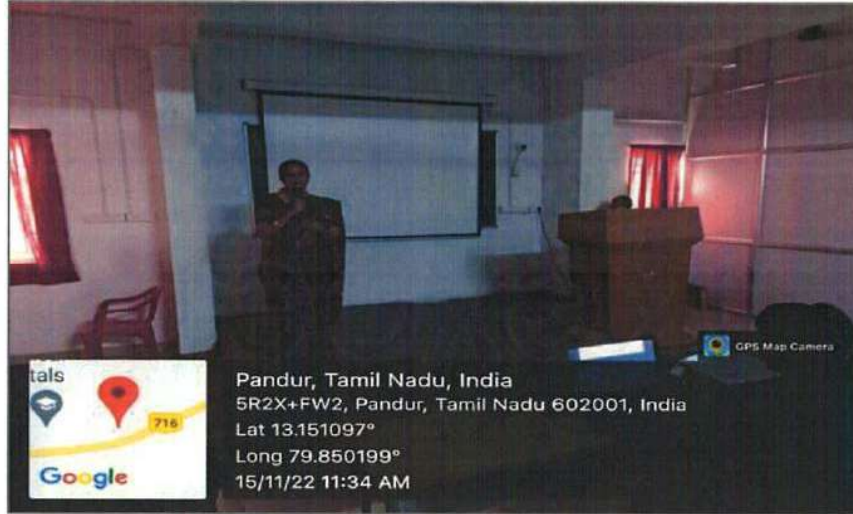 GPS Map Camera
tals
716
Google
Pandur, Tamil Nadu, India
5R2X+FW2, Pandur, Tamil Nadu 602001, India
Lat 13.151097°
Long 79.850199°
15/11/22 11:34 AM